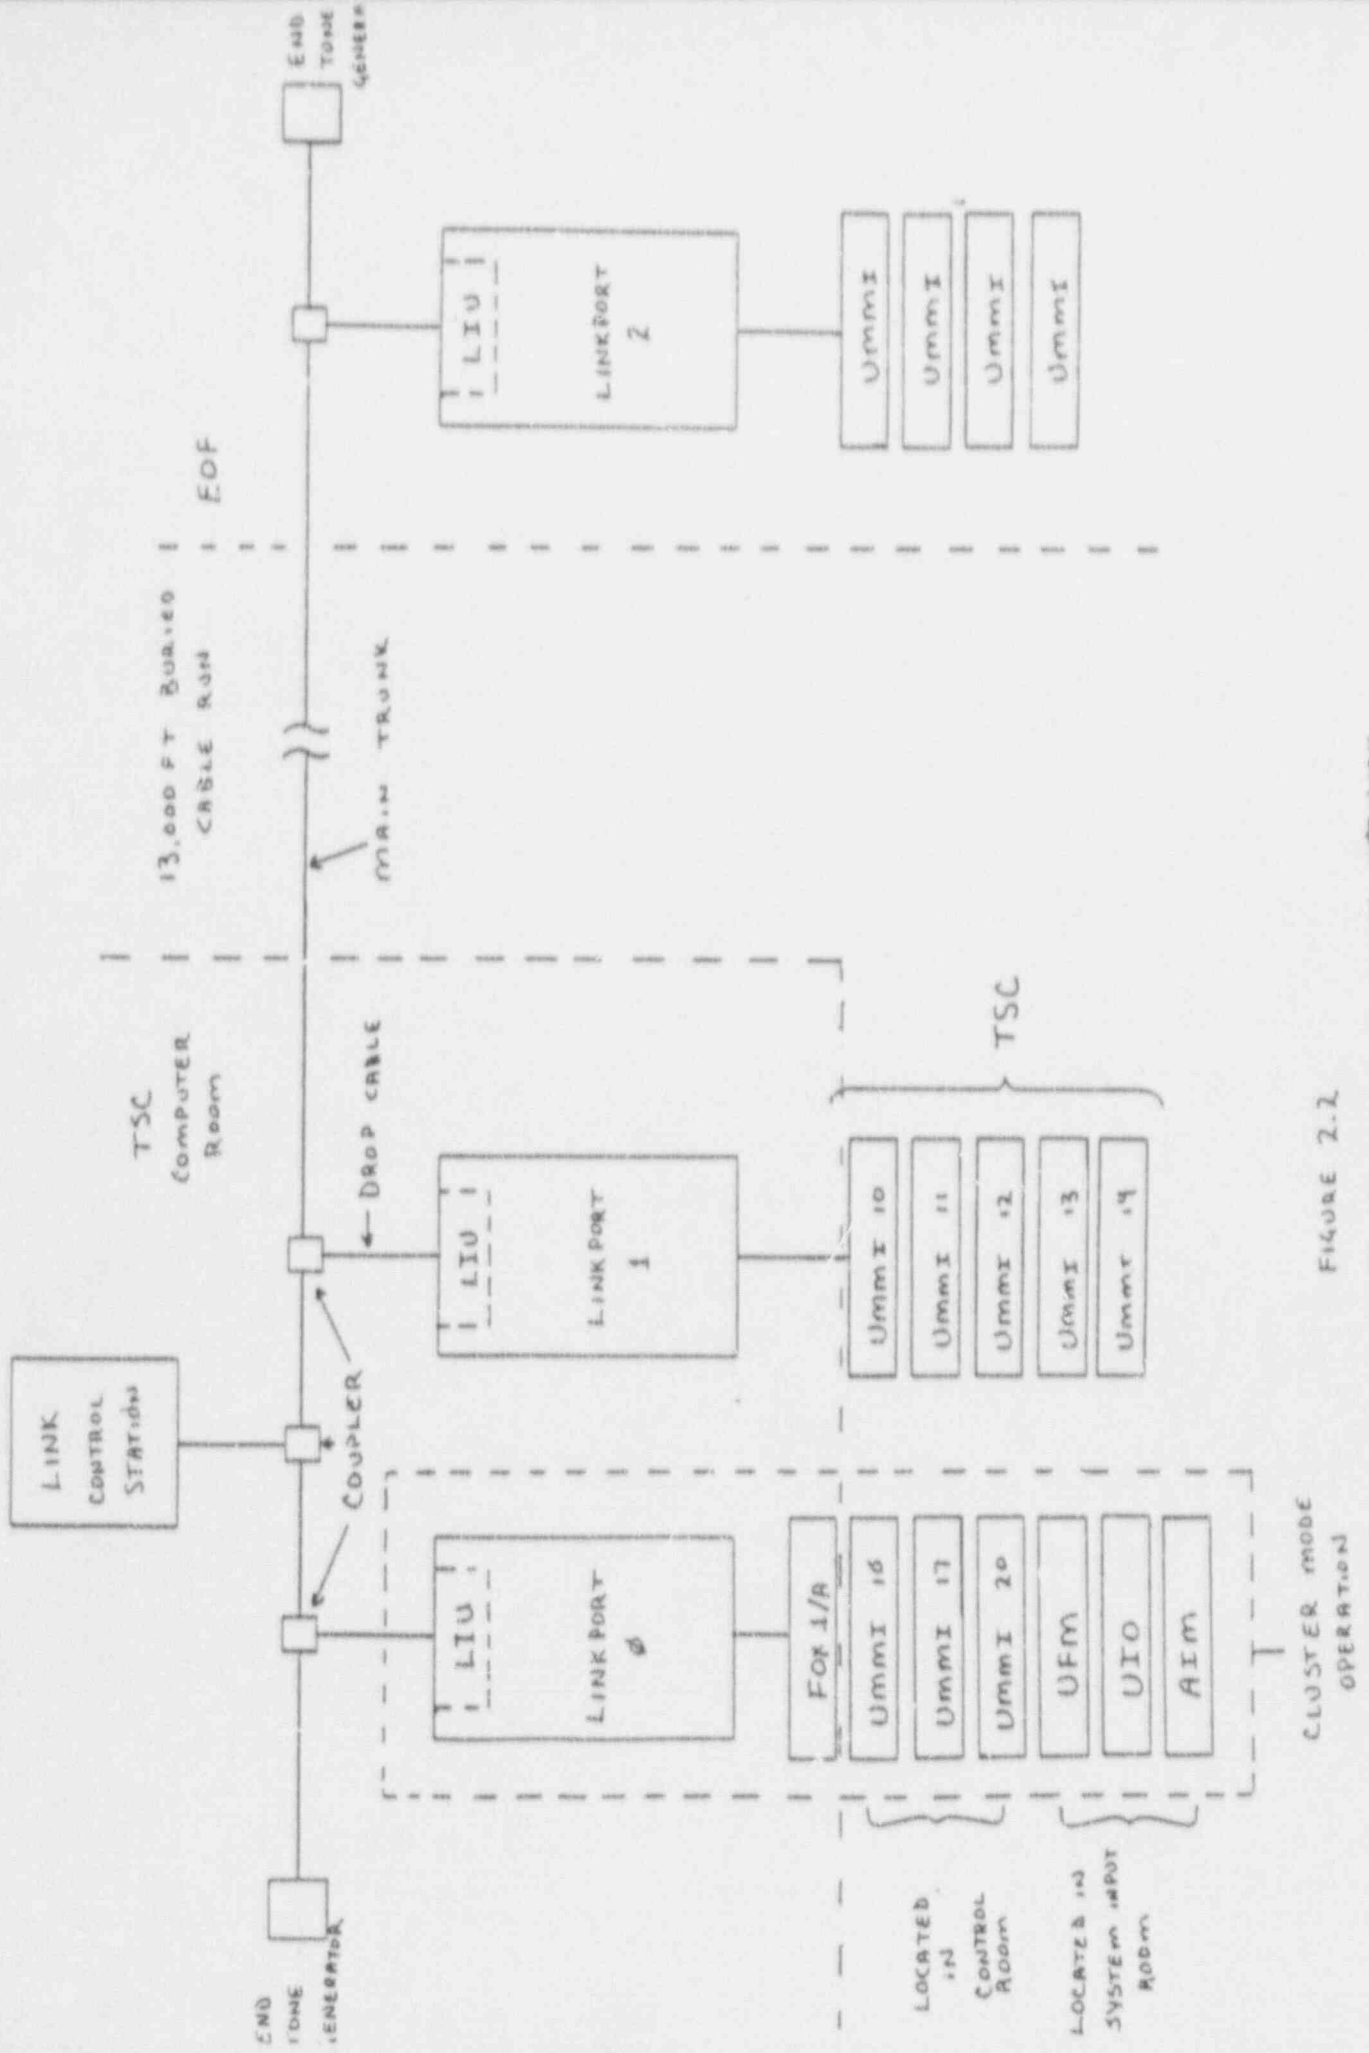 LINK
CONTROL
STATION
TSC
COMPUTER
ROOM
13,000 FT BURIED
CABLE RUN
EOF
END
TONE
END
TONE
COUPLER
DROP CABLE
MAIN TRUNK
LIU
LINKPORT
Ø
LIU
LINKPORT
1
LIU
LINKPORT
2
FOX 1/A
UMMI 16
UMMI 17
UMMI 20
UFM
UIO
AIM
UMMI 10
UMMI 11
UMMI 12
UMMI 13
UMMI 14
TSC
UMMI
UMMI
UMMI
UMMI
LOCATED
IN
CONTROL
ROOM
LOCATED IN
SYSTEM INPUT
ROOM
CLUSTER MODE
OPERATION
FIGURE 2.2